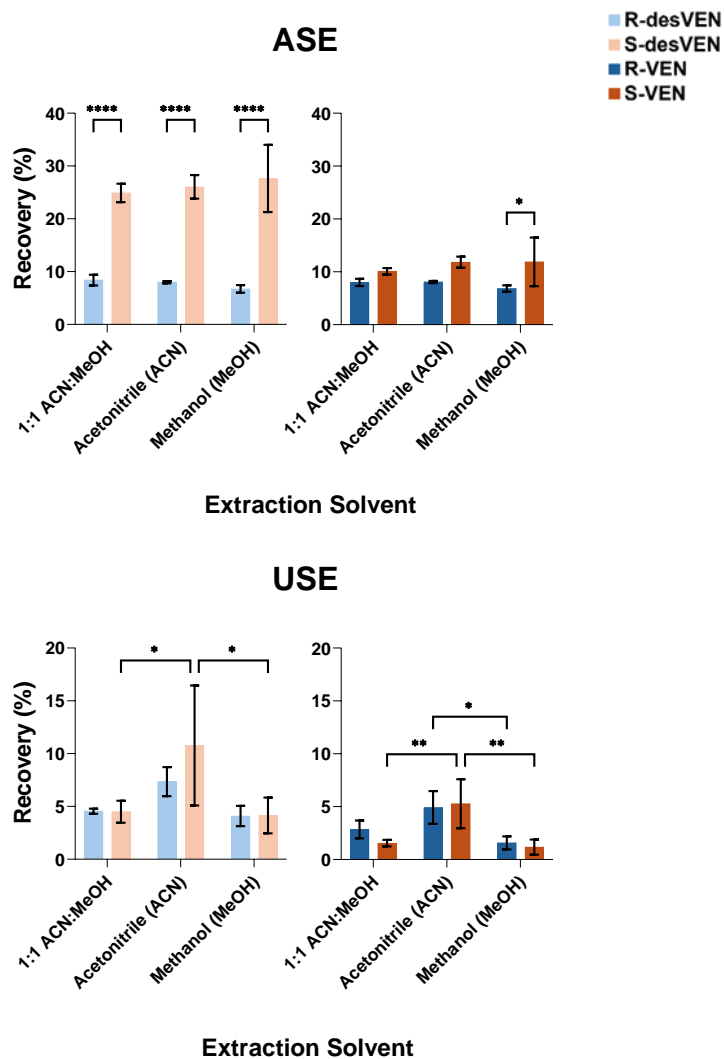 R-desVEN
S-desVEN
R-VEN
S-VEN
ASE
**** **** ****
*
Recovery (%)
40
30
20
10
0
40
30
20
10
0
1:1 ACN:MeOH
Acetonitrile (ACN)
Methanol (MeOH)
1:1 ACN:MeOH
Acetonitrile (ACN)
Methanol (MeOH)
Extraction Solvent
USE
* *
*
** **
Recovery (%)
20
15
10
5
0
20
15
10
5
0
1:1 ACN:MeOH
Acetonitrile (ACN)
Methanol (MeOH)
1:1 ACN:MeOH
Acetonitrile (ACN)
Methanol (MeOH)
Extraction Solvent